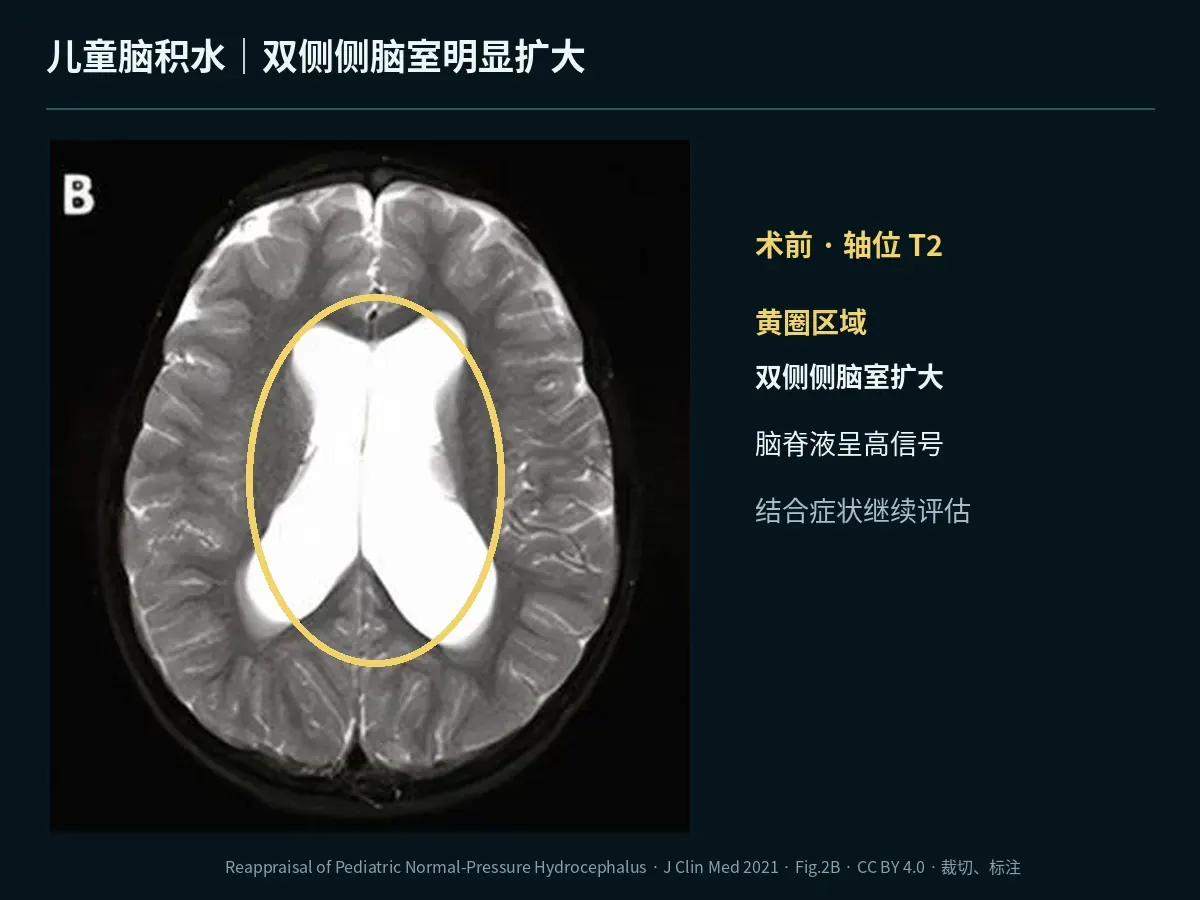 儿童脑积水｜双侧侧脑室明显扩大
B
术前 · 轴位 T2
黄圈区域
双侧侧脑室扩大
脑脊液呈高信号
结合症状继续评估
Reappraisal of Pediatric Normal-Pressure Hydrocephalus · J Clin Med 2021 · Fig.2B · CC BY 4.0 · 裁切、标注